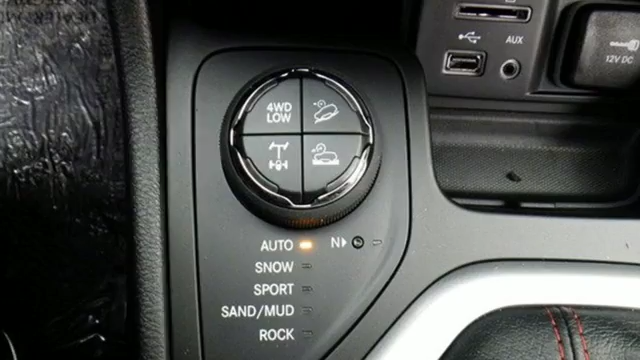 4WD
LOW
AUX
12V DC
AUTO
N
SNOW
SPORT
SAND/MUD
ROCK